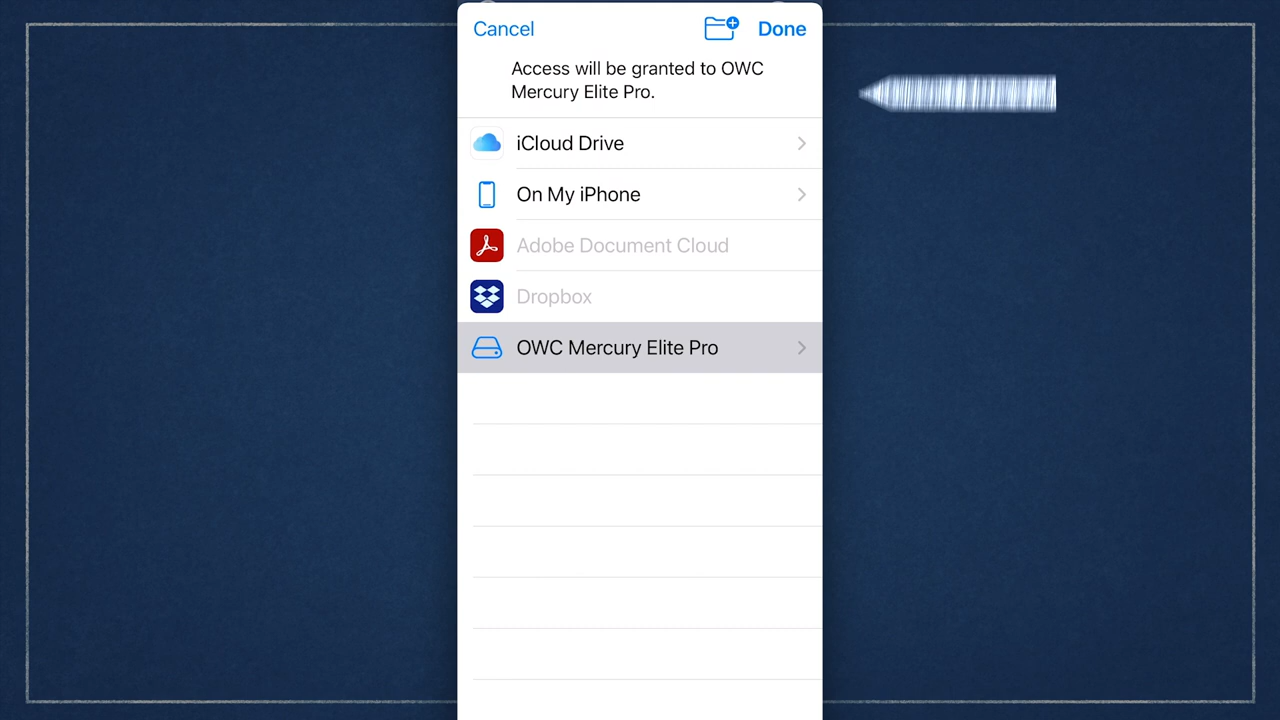 Cancel
Done
Access will be granted to OWC
Mercury Elite Pro.
iCloud Drive
On My iPhone
Adobe Document Cloud
Dropbox
OWC Mercury Elite Pro